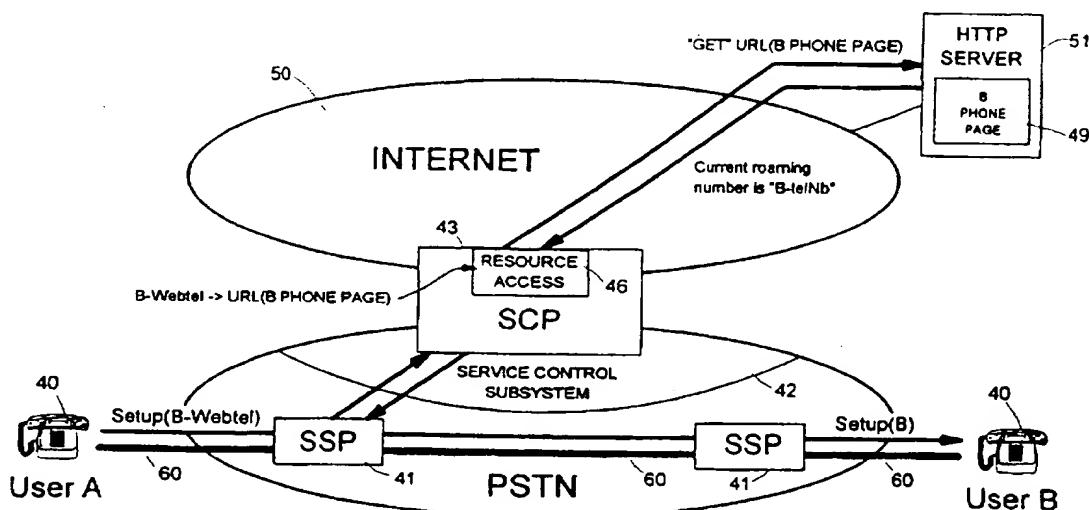 "GET" URL(B PHONE PAGE)
HTTP
SERVER
51
50
B
PHONE
PAGE
49
INTERNET
Current roaming
number is "B-telNb"
43
RESOURCE
ACCESS
46
B-Webtel -> URL(B PHONE PAGE)
SCP
SERVICE CONTROL
SUBSYSTEM
42
40
Setup(B-Webtel)
SSP
SSP
Setup(B)
40
60
41
60
41
60
User A
PSTN
User B